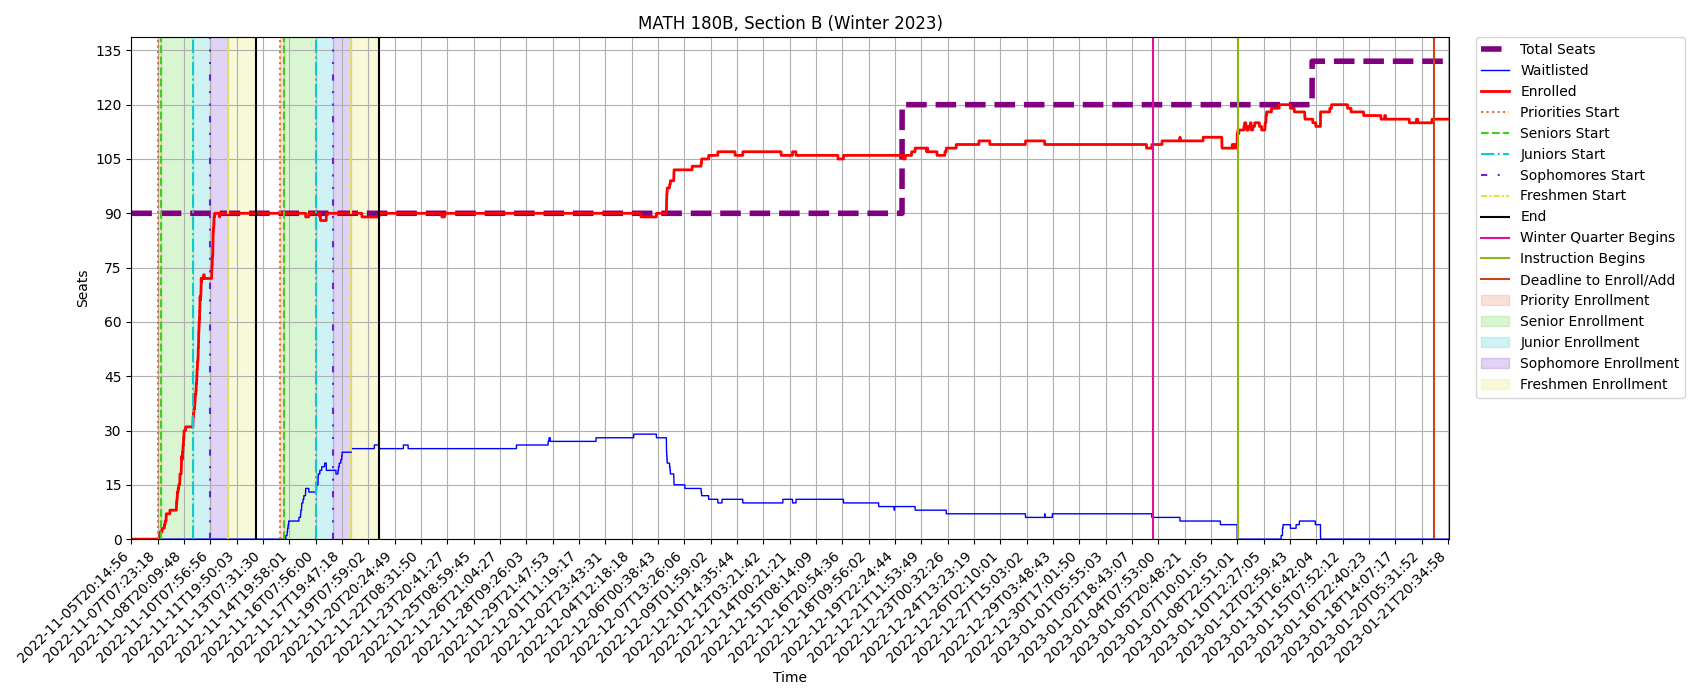 MATH 180B, Section B (Winter 2023)
Seats
135
120
105
90
75
60
45
30
15
0
2022-11-05T20:14:56
2022-11-07T07:23:18
2022-11-08T20:09:48
2022-11-10T07:56:56
2022-11-11T19:50:03
2022-11-13T07:31:30
2022-11-14T19:58:01
2022-11-16T07:56:00
2022-11-17T19:47:18
2022-11-19T07:59:02
2022-11-20T20:24:49
2022-11-22T08:31:50
2022-11-23T20:41:27
2022-11-25T08:59:45
2022-11-26T21:04:27
2022-11-28T09:26:03
2022-11-29T21:47:53
2022-12-01T11:19:17
2022-12-02T23:43:31
2022-12-04T12:18:18
2022-12-06T00:38:43
2022-12-07T13:26:06
2022-12-09T01:59:02
2022-12-10T14:35:44
2022-12-12T03:21:42
2022-12-14T00:21:21
2022-12-15T08:14:09
2022-12-16T20:54:36
2022-12-18T09:56:02
2022-12-19T22:24:44
2022-12-21T11:53:49
2022-12-23T00:32:26
2022-12-24T13:23:19
2022-12-26T02:10:01
2022-12-27T15:03:02
2022-12-29T03:48:43
2022-12-30T17:01:50
2023-01-01T05:55:03
2023-01-02T18:43:07
2023-01-04T07:53:00
2023-01-05T20:48:21
2023-01-07T10:01:05
2023-01-08T22:51:01
2023-01-10T12:27:05
2023-01-12T02:59:43
2023-01-13T16:42:04
2023-01-15T07:52:12
2023-01-16T22:40:23
2023-01-18T14:07:17
2023-01-20T05:31:52
2023-01-21T20:34:58
Time
Total Seats
Waitlisted
Enrolled
Priorities Start
Seniors Start
Juniors Start
Sophomores Start
Freshmen Start
End
Winter Quarter Begins
Instruction Begins
Deadline to Enroll/Add
Priority Enrollment
Senior Enrollment
Junior Enrollment
Sophomore Enrollment
Freshmen Enrollment